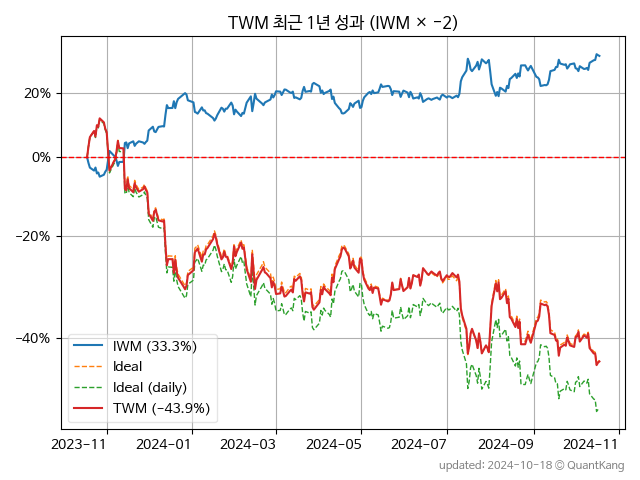 TWM 최근 1년 성과 (IWM × −2)
20%
0%
−20%
−40%
IWM (33.3%)
Ideal
Ideal (daily)
TWM (−43.9%)
2023-11 2024-01 2024-03 2024-05 2024-07 2024-09 2024-11
updated: 2024-10-18 © QuantKang